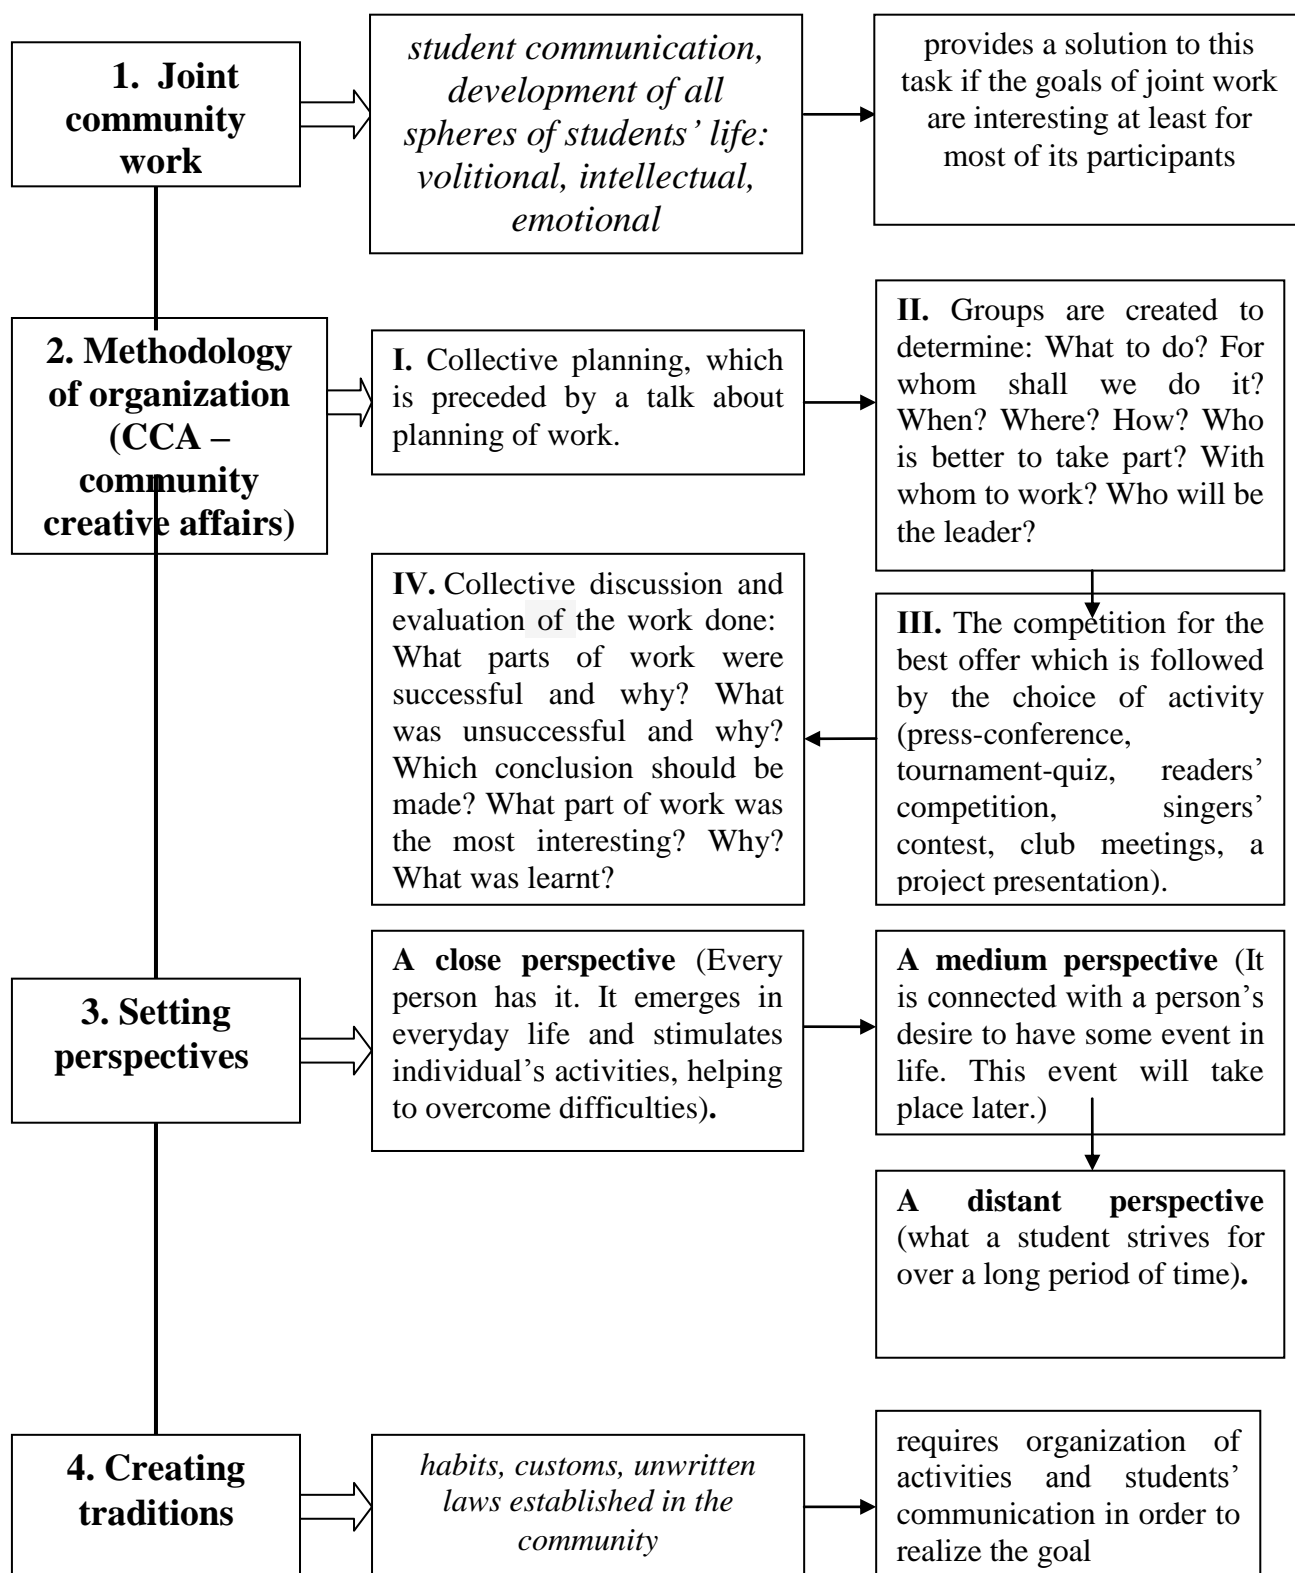 1. Joint
community
work
student communication,
development of all
spheres of students’ life:
volitional, intellectual,
emotional
provides a solution to this
task if the goals of joint work
are interesting at least for
most of its participants
2. Methodology
of organization
(CCA –
community
creative affairs)
I. Collective planning, which
is preceded by a talk about
planning of work.
II. Groups are created to
determine: What to do? For
whom shall we do it?
When? Where? How? Who
is better to take part? With
whom to work? Who will be
the leader?
III. The competition for the
best offer which is followed
by the choice of activity
(press-conference,
tournament-quiz, readers’
competition, singers’
contest, club meetings, a
project presentation).
IV. Collective discussion and
evaluation of the work done:
What parts of work were
successful and why? What
was unsuccessful and why?
Which conclusion should be
made? What part of work was
the most interesting? Why?
What was learnt?
3. Setting
perspectives
A close perspective (Every
person has it. It emerges in
everyday life and stimulates
individual’s activities, helping
to overcome difficulties).
A medium perspective (It
is connected with a person’s
desire to have some event in
life. This event will take
place later.)
A distant perspective
(what a student strives for
over a long period of time).
4. Creating
traditions
habits, customs, unwritten
laws established in the
community
requires organization of
activities and students’
communication in order to
realize the goal